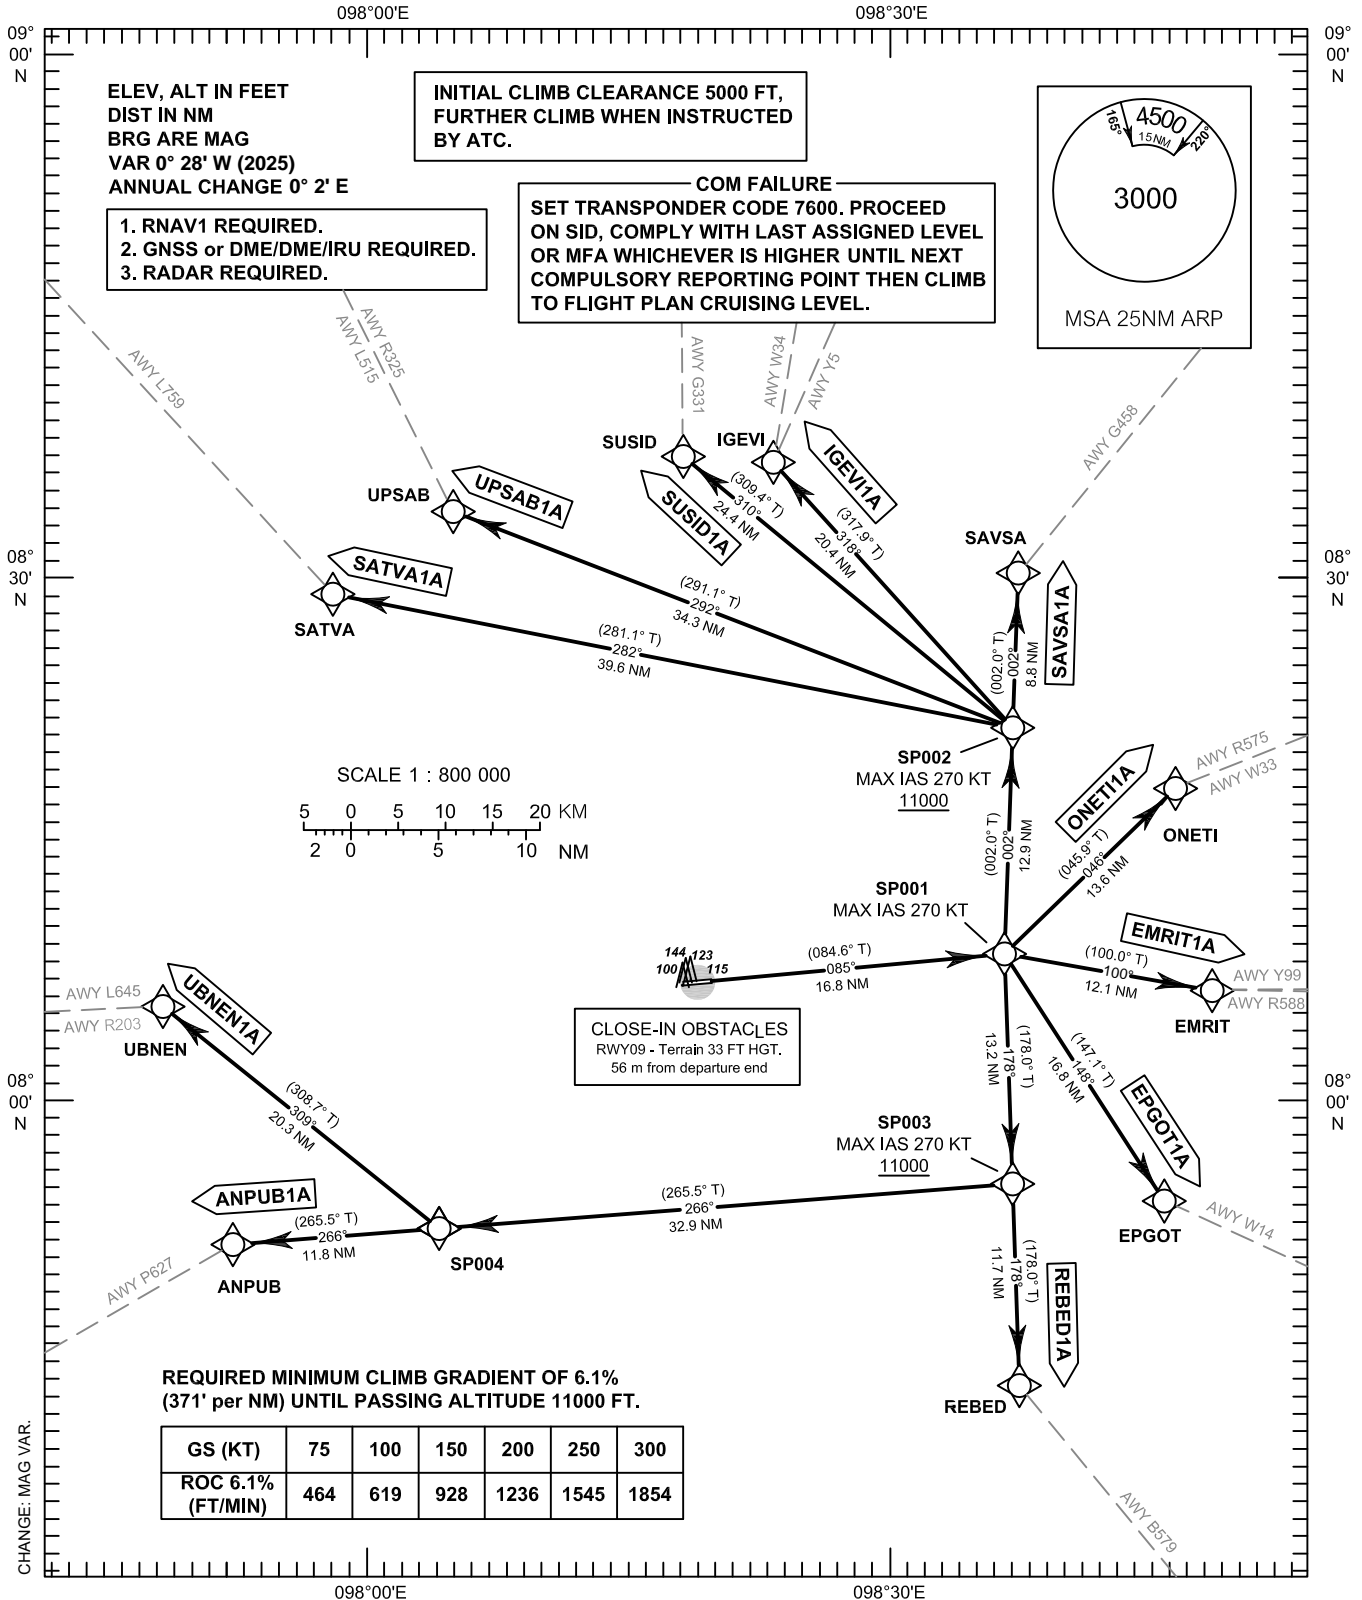 098°00'E
098°30'E
09°
00'
N
09°
00'
N
ELEV, ALT IN FEET
DIST IN NM
BRG ARE MAG
VAR 0° 28' W (2025)
ANNUAL CHANGE 0° 2' E
INITIAL CLIMB CLEARANCE 5000 FT,
FURTHER CLIMB WHEN INSTRUCTED
BY ATC.
165°
4500
15NM
220°
3000
MSA 25NM ARP
COM FAILURE
SET TRANSPONDER CODE 7600. PROCEED
ON SID, COMPLY WITH LAST ASSIGNED LEVEL
OR MFA WHICHEVER IS HIGHER UNTIL NEXT
COMPULSORY REPORTING POINT THEN CLIMB
TO FLIGHT PLAN CRUISING LEVEL.
1. RNAV1 REQUIRED.
2. GNSS or DME/DME/IRU REQUIRED.
3. RADAR REQUIRED.
AWY L759
AWY R325
AWY L515
AWY G331
AWY W34
AWY Y5
AWY G458
SUSID
IGEVI
UPSAB
UPSAB1A
SUSID1A
IGEVI1A
(309.4° T)
310°
24.4 NM
(317.9° T)
318°
20.4 NM
SAVSA
SATVA1A
SATVA
08°
30'
N
08°
30'
N
(291.1° T)
292°
34.3 NM
(281.1° T)
282°
39.6 NM
(002.0° T)
002°
8.8 NM
SAVSA1A
SP002
MAX IAS 270 KT
11000
SCALE 1 : 800 000
5 0 5 10 15 20 KM
2 0 5 10 NM
AWY R575
AWY W33
ONETI1A
ONETI
(002.0° T)
002°
12.9 NM
(045.9° T)
046°
13.6 NM
SP001
MAX IAS 270 KT
EMRIT1A
(100.0° T)
100°
12.1 NM
AWY Y99
AWY R588
EMRIT
144
123
100
115
(084.6° T)
085°
16.8 NM
CLOSE-IN OBSTACLES
RWY09 - Terrain 33 FT HGT.
56 m from departure end
AWY L645
AWY R203
UBNEN
UBNEN1A
(308.7° T)
309°
20.3 NM
(178.0° T)
178°
13.2 NM
(147.1° T)
148°
16.8 NM
EPGOT1A
08°
00'
N
08°
00'
N
SP003
MAX IAS 270 KT
11000
ANPUB1A
(265.5° T)
266°
11.8 NM
(265.5° T)
266°
32.9 NM
SP004
ANPUB
AWY P627
EPGOT
AWY W14
(178.0° T)
178°
11.7 NM
REBED1A
REBED
AWY B579
REQUIRED MINIMUM CLIMB GRADIENT OF 6.1%
(371' per NM) UNTIL PASSING ALTITUDE 11000 FT.
GS (KT) 75 100 150 200 250 300
ROC 6.1%
(FT/MIN) 464 619 928 1236 1545 1854
CHANGE: MAG VAR.
098°00'E
098°30'E